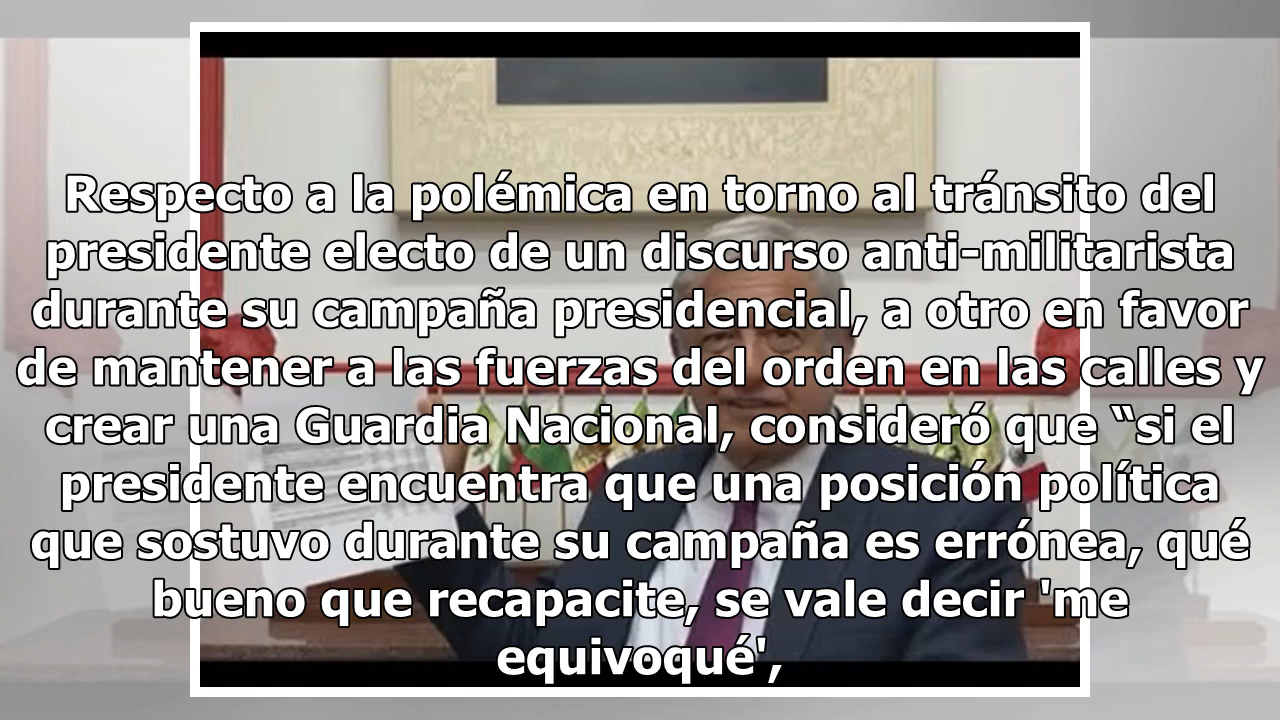 Respecto a la polémica en torno al tránsito del
presidente electo de un discurso anti-militarista
durante su campaña presidencial, a otro en favor
de mantener a las fuerzas del orden en las calles y
crear una Guardia Nacional, consideró que “si el
presidente encuentra que una posición política
que sostuvo durante su campaña es errónea, qué
bueno que recapacite, se vale decir 'me
equivoqué',